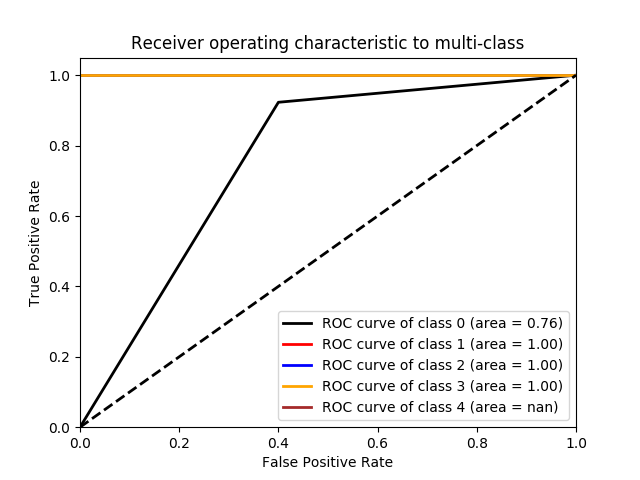 Receiver operating characteristic to multi-class
1.0
0.8
0.6
0.4
0.2
0.0
True Positive Rate
ROC curve of class 0 (area = 0.76)
ROC curve of class 1 (area = 1.00)
ROC curve of class 2 (area = 1.00)
ROC curve of class 3 (area = 1.00)
ROC curve of class 4 (area = nan)
0.0 0.2 0.4 0.6 0.8 1.0
False Positive Rate